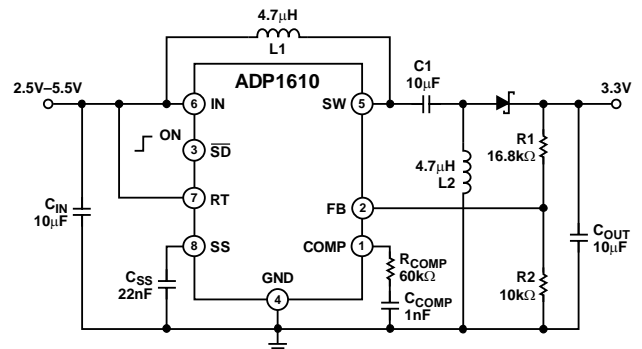 4.7μH
L1
ADP1610
C1
10μF
2.5V–5.5V
3.3V
6
IN
SW
5
ON
3
SD
R1
16.8kΩ
4.7μH
L2
7
RT
FB
2
CIN
10μF
8
SS
COMP
1
COUT
10μF
RCOMP
60kΩ
CSS
22nF
GND
4
CCOMP
1nF
R2
10kΩ